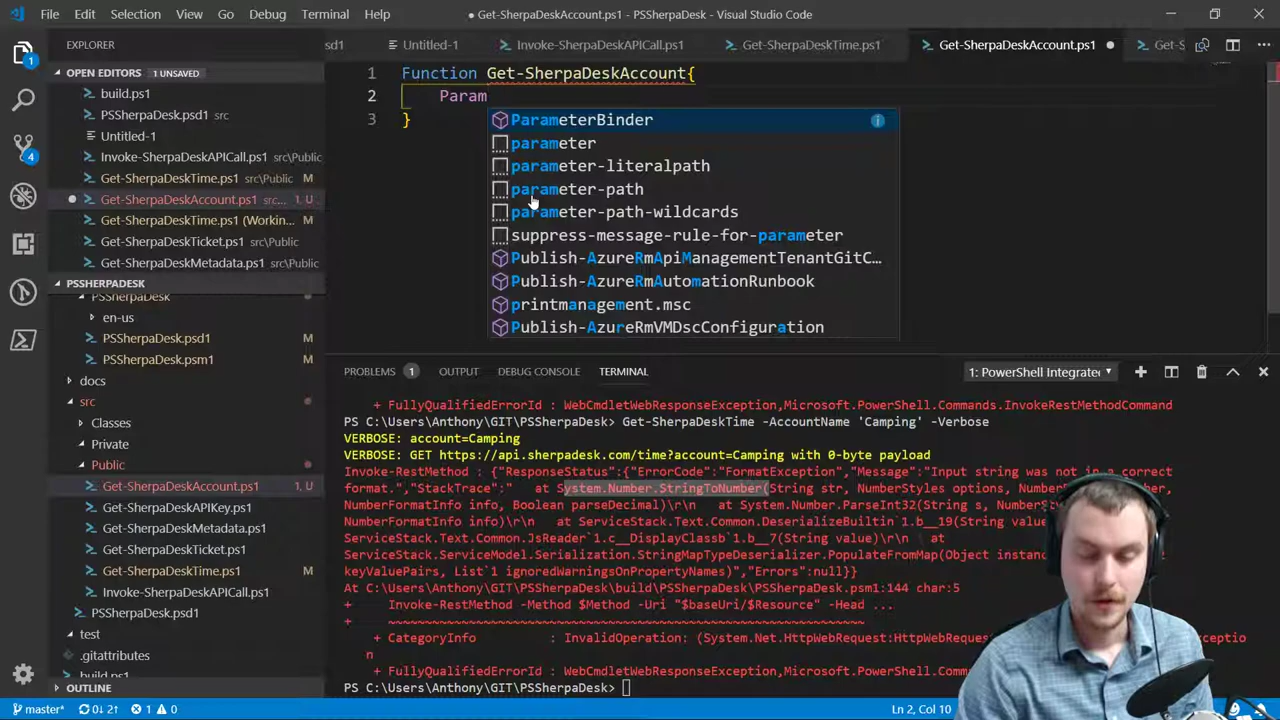 File Edit Selection View Go Debug Terminal Help
● Get-SherpaDeskAccount.ps1 - PSSherpaDesk - Visual Studio Code
EXPLORER
sd1
Untitled-1
Invoke-SherpaDeskAPICall.ps1
Get-SherpaDeskTime.ps1
Get-SherpaDeskAccount.ps1 ●
Get-S
OPEN EDITORS 1 UNSAVED
build.ps1
PSSherpaDesk.psd1 src
Untitled-1
Invoke-SherpaDeskAPICall.ps1 src\Public
Get-SherpaDeskTime.ps1 src\Public M
● Get-SherpaDeskAccount.ps1 src... 1, U
Get-SherpaDeskTime.ps1 (Workin... M
Get-SherpaDeskTicket.ps1 src\Public
Get-SherpaDeskMetadata.ps1 src\Public
PSSHERPADESK
PSSherpaDesk
en-us
PSSherpaDesk.psd1 M
PSSherpaDesk.psm1 M
docs
src
Classes
Private
Public
Get-SherpaDeskAccount.ps1 1, U
Get-SherpaDeskAPIKey.ps1
Get-SherpaDeskMetadata.ps1
Get-SherpaDeskTicket.ps1
Get-SherpaDeskTime.ps1 M
Invoke-SherpaDeskAPICall.ps1
PSSherpaDesk.psd1
test
.gitattributes
build.ps1
OUTLINE
1
4
1 Function Get-SherpaDeskAccount{
2 Param
3 }
ParameterBinder
parameter
parameter-literalpath
parameter-path
parameter-path-wildcards
suppress-message-rule-for-parameter
Publish-AzureRmApiManagementTenantGitC...
Publish-AzureRmAutomationRunbook
printmanagement.msc
Publish-AzureRmVMDscConfiguration
PROBLEMS 1 OUTPUT DEBUG CONSOLE TERMINAL
1: PowerShell Integrate
+ FullyQualifiedErrorId : WebCmdletWebResponseException,Microsoft.PowerShell.Commands.InvokeRestMethodCommand
PS C:\Users\Anthony\GIT\PSSherpaDesk> Get-SherpaDeskTime -AccountName 'Camping' -Verbose
VERBOSE: account=Camping
VERBOSE: GET https://api.sherpadesk.com/time?account=Camping with 0-byte payload
Invoke-RestMethod : {"ResponseStatus":{"ErrorCode":"FormatException","Message":"Input string was not in a correct
format.","StackTrace":" at System.Number.StringToNumber(String str, NumberStyles options, Number
NumberFormatInfo info, Boolean parseDecimal)\r\n at System.Number.ParseInt32(String s, Number
NumberFormatInfo info)\r\n at ServiceStack.Text.Common.DeserializeBuiltin`1.b__19(String value)
ServiceStack.Text.Common.JsReader`1.c__DisplayClassb`1.b__7(String value)\r\n at
ServiceStack.ServiceModel.Serialization.StringMapTypeDeserializer.PopulateFromMap(Object instan
keyValuePairs, List`1 ignoredWarningsOnPropertyNames)","Errors":null}}
At C:\Users\Anthony\GIT\PSSherpaDesk\build\PSSherpaDesk\PSSherpaDesk.psm1:144 char:5
+ Invoke-RestMethod -Method $Method -Uri "$baseUri/$Resource" -Head ...
+ ~~~~~~~~~~~~~~~~~~~~~~~~~~~~~~~~~~~~~~~~~~~~~~~~~~~~~~~~~~~~~~~~~
+ CategoryInfo : InvalidOperation: (System.Net.HttpWebRequest:HttpWebReques ceptio
n
+ FullyQualifiedErrorId : WebCmdletWebResponseException,Microsoft.PowerShell.Comm
PS C:\Users\Anthony\GIT\PSSherpaDesk>
master* 0↓ 2↑ 1 0
Ln 2, Col 10